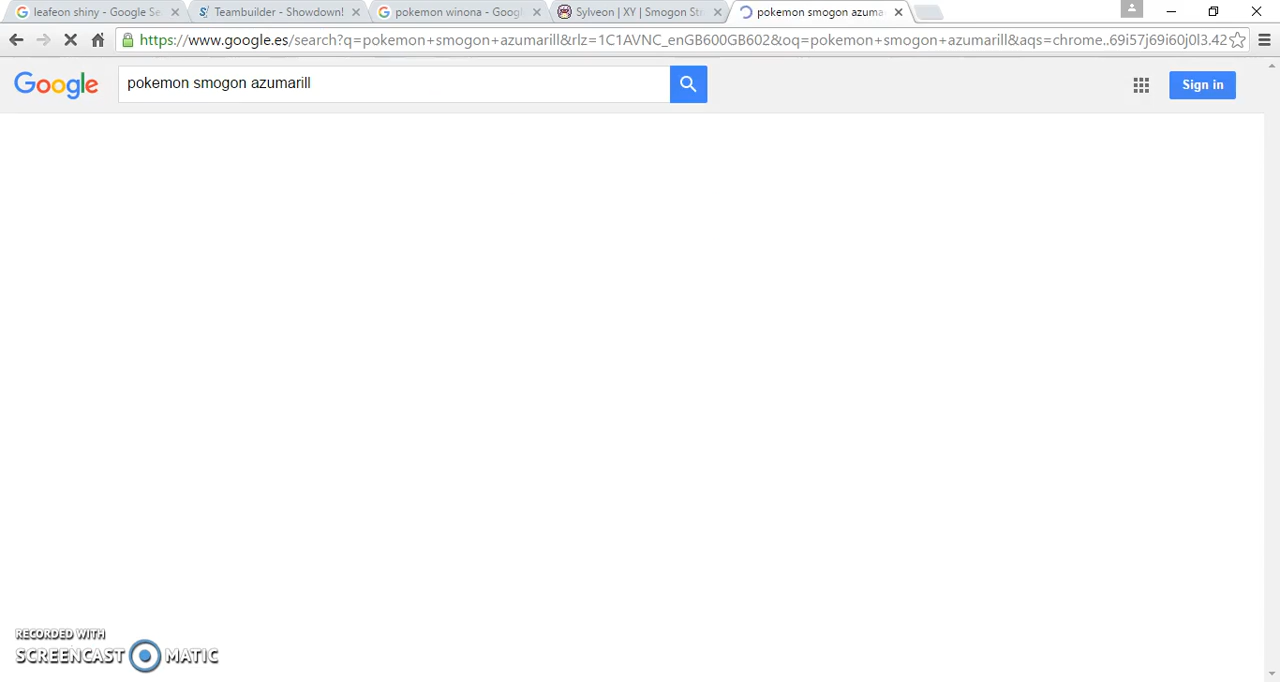 leafeon shiny - Google Se
Teambuilder - Showdown!
pokemon winona - Googl
Sylveon | XY | Smogon Str
pokemon smogon azuma
https://www.google.es/search?q=pokemon+smogon+azumarill&rlz=1C1AVNC_enGB600GB602&oq=pokemon+smogon+azumarill&aqs=chrome..69i57j69i60j0l3.42
Google
pokemon smogon azumarill
Sign in
RECORDED WITH
SCREENCAST MATIC